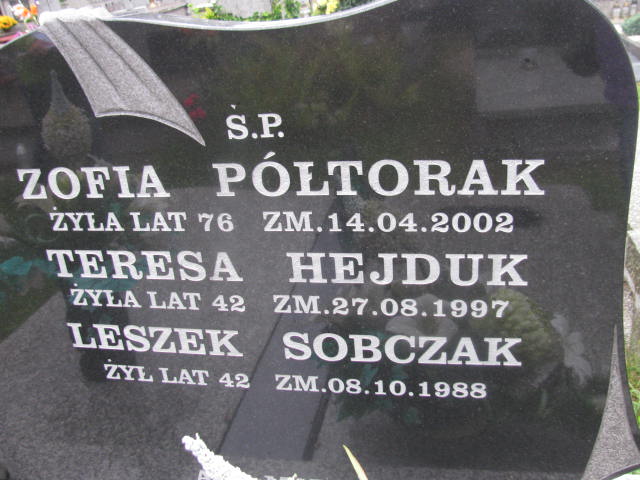 Ś.P.
ZOFIA PÓŁTORAK
ŻYŁA LAT 76 ZM.14.04.2002
TERESA HEJDUK
ŻYŁA LAT 42 ZM.27.08.1997
LESZEK SOBCZAK
ŻYŁ LAT 42 ZM.08.10.1988